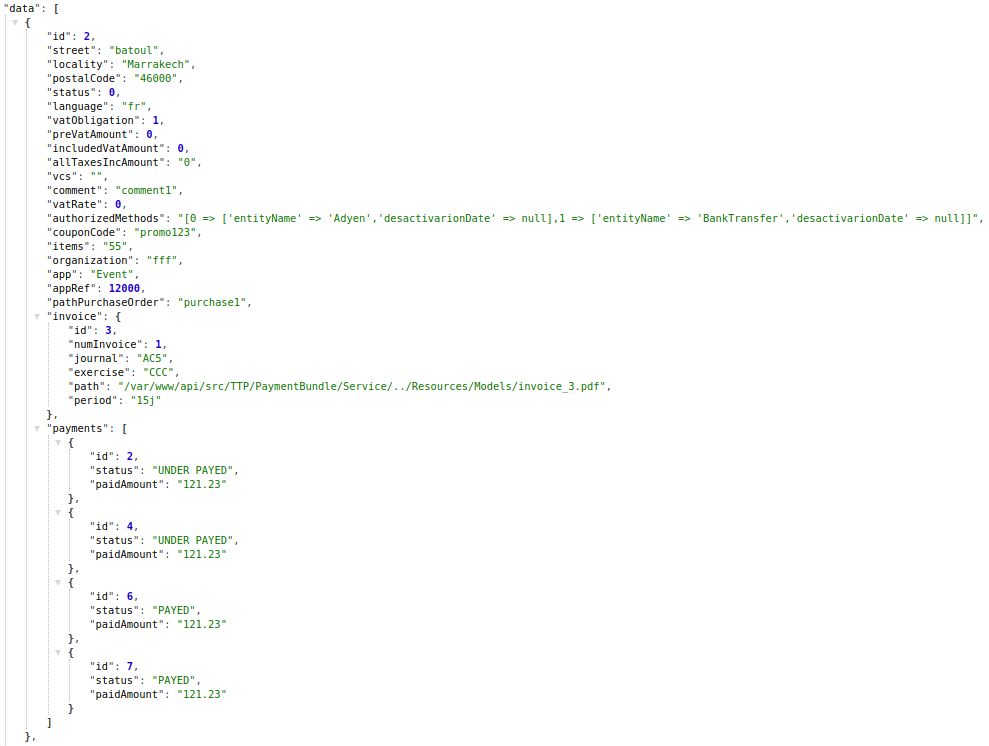 "data": [
{
"id": 2,
"street": "batoul",
"locality": "Marrakech",
"postalCode": "46000",
"status": 0,
"language": "fr",
"vatObligation": 1,
"preVatAmount": 0,
"includedVatAmount": 0,
"allTaxesIncAmount": "0",
"vcs": "",
"comment": "comment1",
"vatRate": 0,
"authorizedMethods": "[0 => ['entityName' => 'Adyen','desactivarionDate' => null],1 => ['entityName' => 'BankTransfer','desactivarionDate' => null]]",
"couponCode": "promo123",
"items": "55",
"organization": "fff",
"app": "Event",
"appRef": 12000,
"pathPurchaseOrder": "purchase1",
"invoice": {
"id": 3,
"numInvoice": 1,
"journal": "AC5",
"exercise": "CCC",
"path": "/var/www/api/src/TTP/PaymentBundle/Service/../Resources/Models/invoice_3.pdf",
"period": "15j"
},
"payments": [
{
"id": 2,
"status": "UNDER PAYED",
"paidAmount": "121.23"
},
{
"id": 4,
"status": "UNDER PAYED",
"paidAmount": "121.23"
},
{
"id": 6,
"status": "PAYED",
"paidAmount": "121.23"
},
{
"id": 7,
"status": "PAYED",
"paidAmount": "121.23"
}
]
},